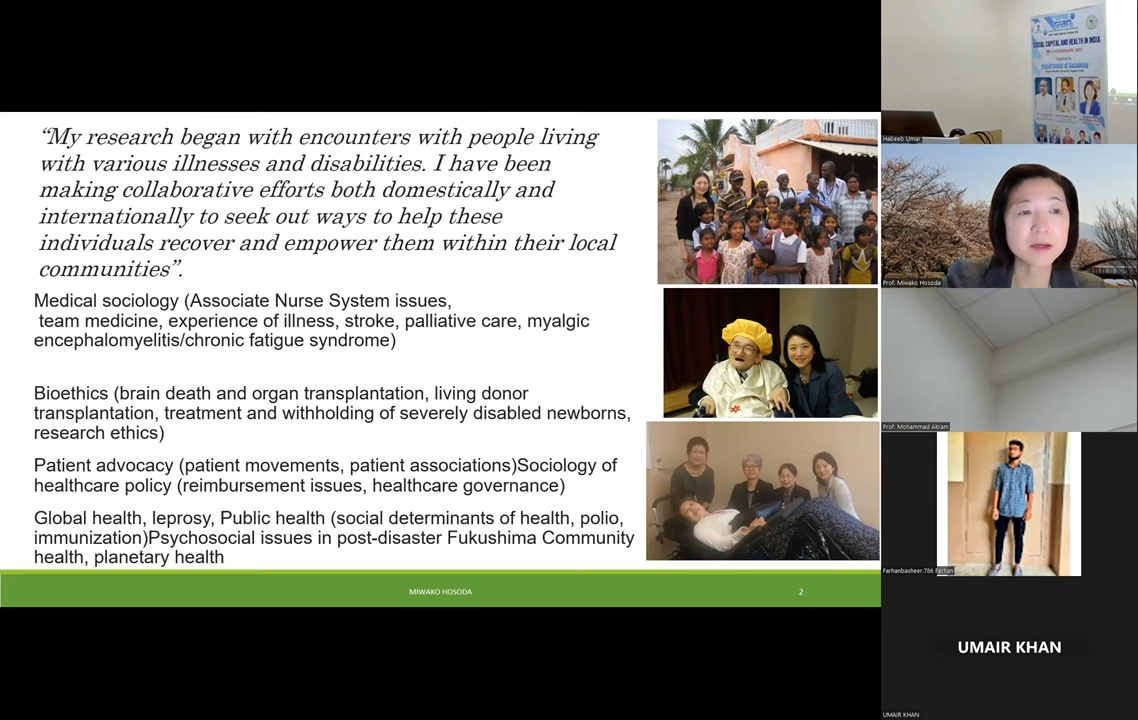 “My research began with encounters with people living
with various illnesses and disabilities. I have been
making collaborative efforts both domestically and
internationally to seek out ways to help these
individuals recover and empower them within their local
communities”.
Medical sociology (Associate Nurse System issues,
team medicine, experience of illness, stroke, palliative care, myalgic
encephalomyelitis/chronic fatigue syndrome)
Bioethics (brain death and organ transplantation, living donor
transplantation, treatment and withholding of severely disabled newborns,
research ethics)
Patient advocacy (patient movements, patient associations)Sociology of
healthcare policy (reimbursement issues, healthcare governance)
Global health, leprosy, Public health (social determinants of health, polio,
immunization)Psychosocial issues in post-disaster Fukushima Community
health, planetary health
MIWAKO HOSODA
2
SOCIAL CAPITAL AND HEALTH IN INDIA
Department of Sociology
Habeeb Umar
Prof. Miwako Hosoda
Prof. Mohammad Akram
Farhanbasheer.786 Farhan
UMAIR KHAN
UMAIR KHAN